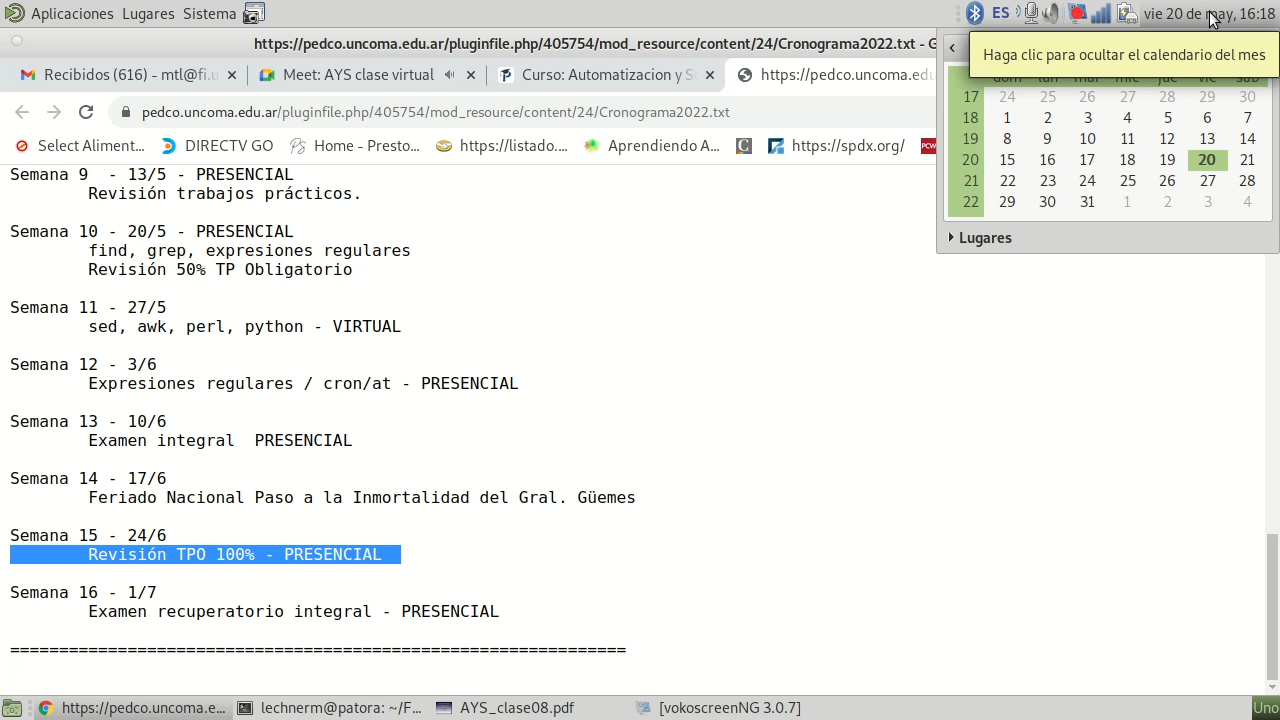 Aplicaciones Lugares Sistema ES vie 20 de may, 16:18
https://pedco.uncoma.edu.ar/pluginfile.php/405754/mod_resource/content/24/Cronograma2022.txt - G
Haga clic para ocultar el calendario del mes
Recibidos (616) - mtl@fi.u
Meet: AYS clase virtual
Curso: Automatizacion y S
https://pedco.uncoma.edu
pedco.uncoma.edu.ar/pluginfile.php/405754/mod_resource/content/24/Cronograma2022.txt
Select Aliment...
DIRECTV GO
Home - Presto...
https://listado....
Aprendiendo A...
C
https://spdx.org/
PCW
dom lun mar mié jue vie sáb
17 24 25 26 27 28 29 30
18 1 2 3 4 5 6 7
19 8 9 10 11 12 13 14
20 15 16 17 18 19 20 21
21 22 23 24 25 26 27 28
22 29 30 31 1 2 3 4
Lugares
Semana 9 - 13/5 - PRESENCIAL
Revisión trabajos prácticos.
Semana 10 - 20/5 - PRESENCIAL
find, grep, expresiones regulares
Revisión 50% TP Obligatorio
Semana 11 - 27/5
sed, awk, perl, python - VIRTUAL
Semana 12 - 3/6
Expresiones regulares / cron/at - PRESENCIAL
Semana 13 - 10/6
Examen integral PRESENCIAL
Semana 14 - 17/6
Feriado Nacional Paso a la Inmortalidad del Gral. Güemes
Semana 15 - 24/6
Revisión TPO 100% - PRESENCIAL
Semana 16 - 1/7
Examen recuperatorio integral - PRESENCIAL
===============================================================
https://pedco.uncoma.e...
lechnerm@patora: ~/F...
AYS_clase08.pdf
[vokoscreenNG 3.0.7]
Uno